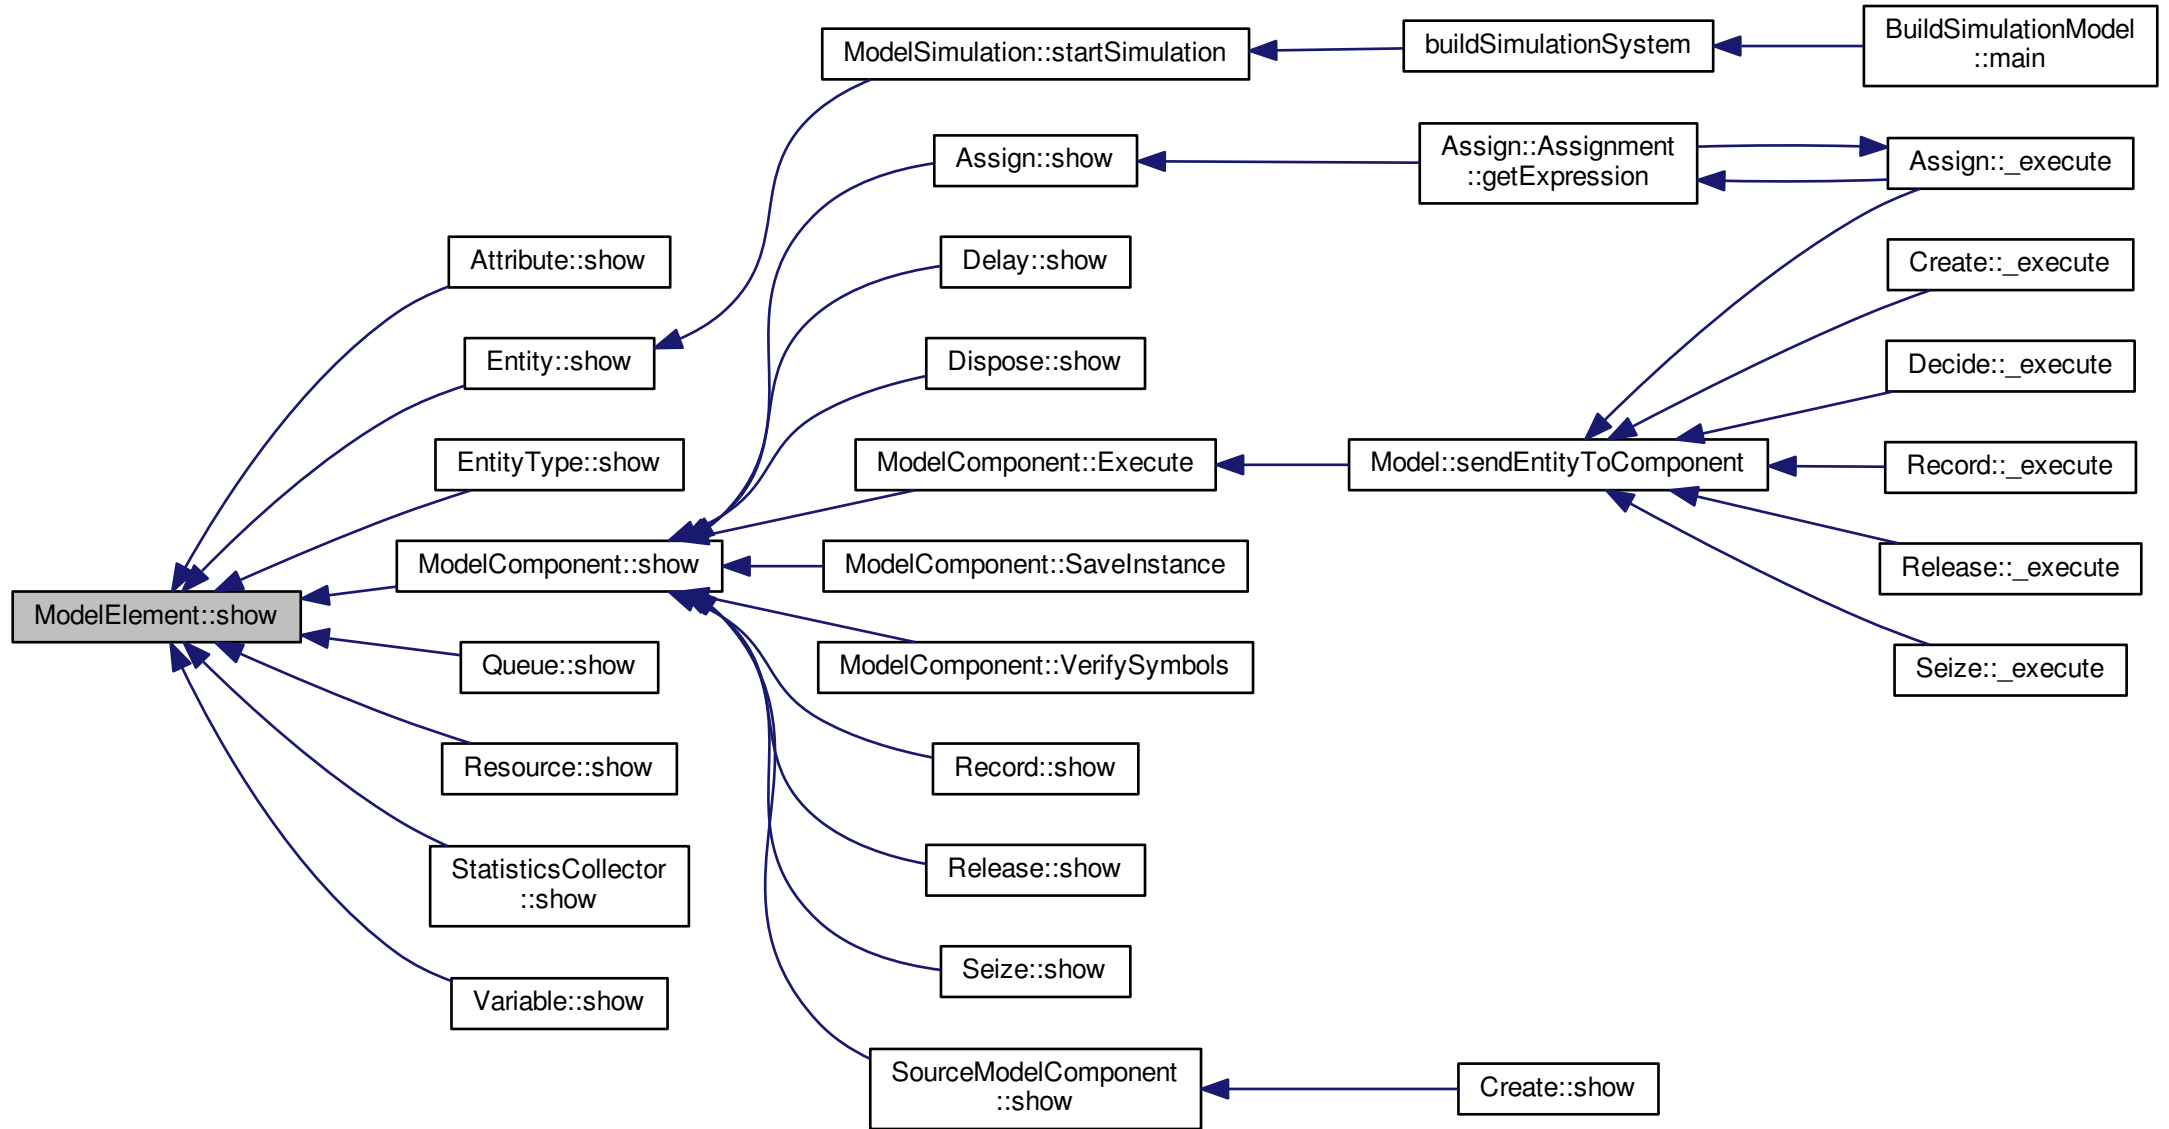 ModelElement::show
Attribute::show
Entity::show
EntityType::show
ModelComponent::show
Queue::show
Resource::show
StatisticsCollector
::show
Variable::show
ModelSimulation::startSimulation
Assign::show
Delay::show
Dispose::show
ModelComponent::Execute
ModelComponent::SaveInstance
ModelComponent::VerifySymbols
Record::show
Release::show
Seize::show
SourceModelComponent
::show
buildSimulationSystem
Assign::Assignment
::getExpression
Model::sendEntityToComponent
Create::show
BuildSimulationModel
::main
Assign::_execute
Create::_execute
Decide::_execute
Record::_execute
Release::_execute
Seize::_execute